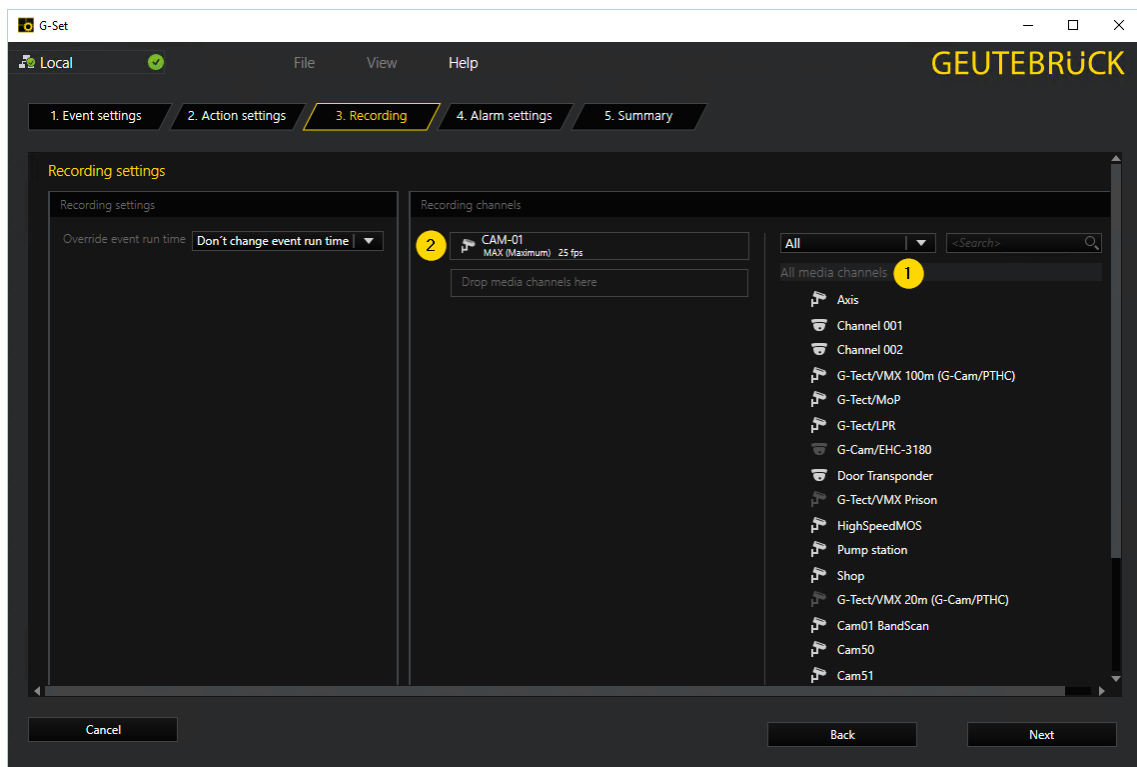 G-Set
Local File View Help GEUTEBRÜCK
1. Event settings 2. Action settings 3. Recording 4. Alarm settings 5. Summary
Recording settings
Recording settings
Override event run time Don´t change event run time
Recording channels
2 CAM-01
MAX (Maximum) 25 fps
Drop media channels here
All <Search>
All media channels 1
Axis
Channel 001
Channel 002
G-Tect/VMX 100m (G-Cam/PTHC)
G-Tect/MoP
G-Tect/LPR
G-Cam/EHC-3180
Door Transponder
G-Tect/VMX Prison
HighSpeedMOS
Pump station
Shop
G-Tect/VMX 20m (G-Cam/PTHC)
Cam01 BandScan
Cam50
Cam51
Cancel Back Next